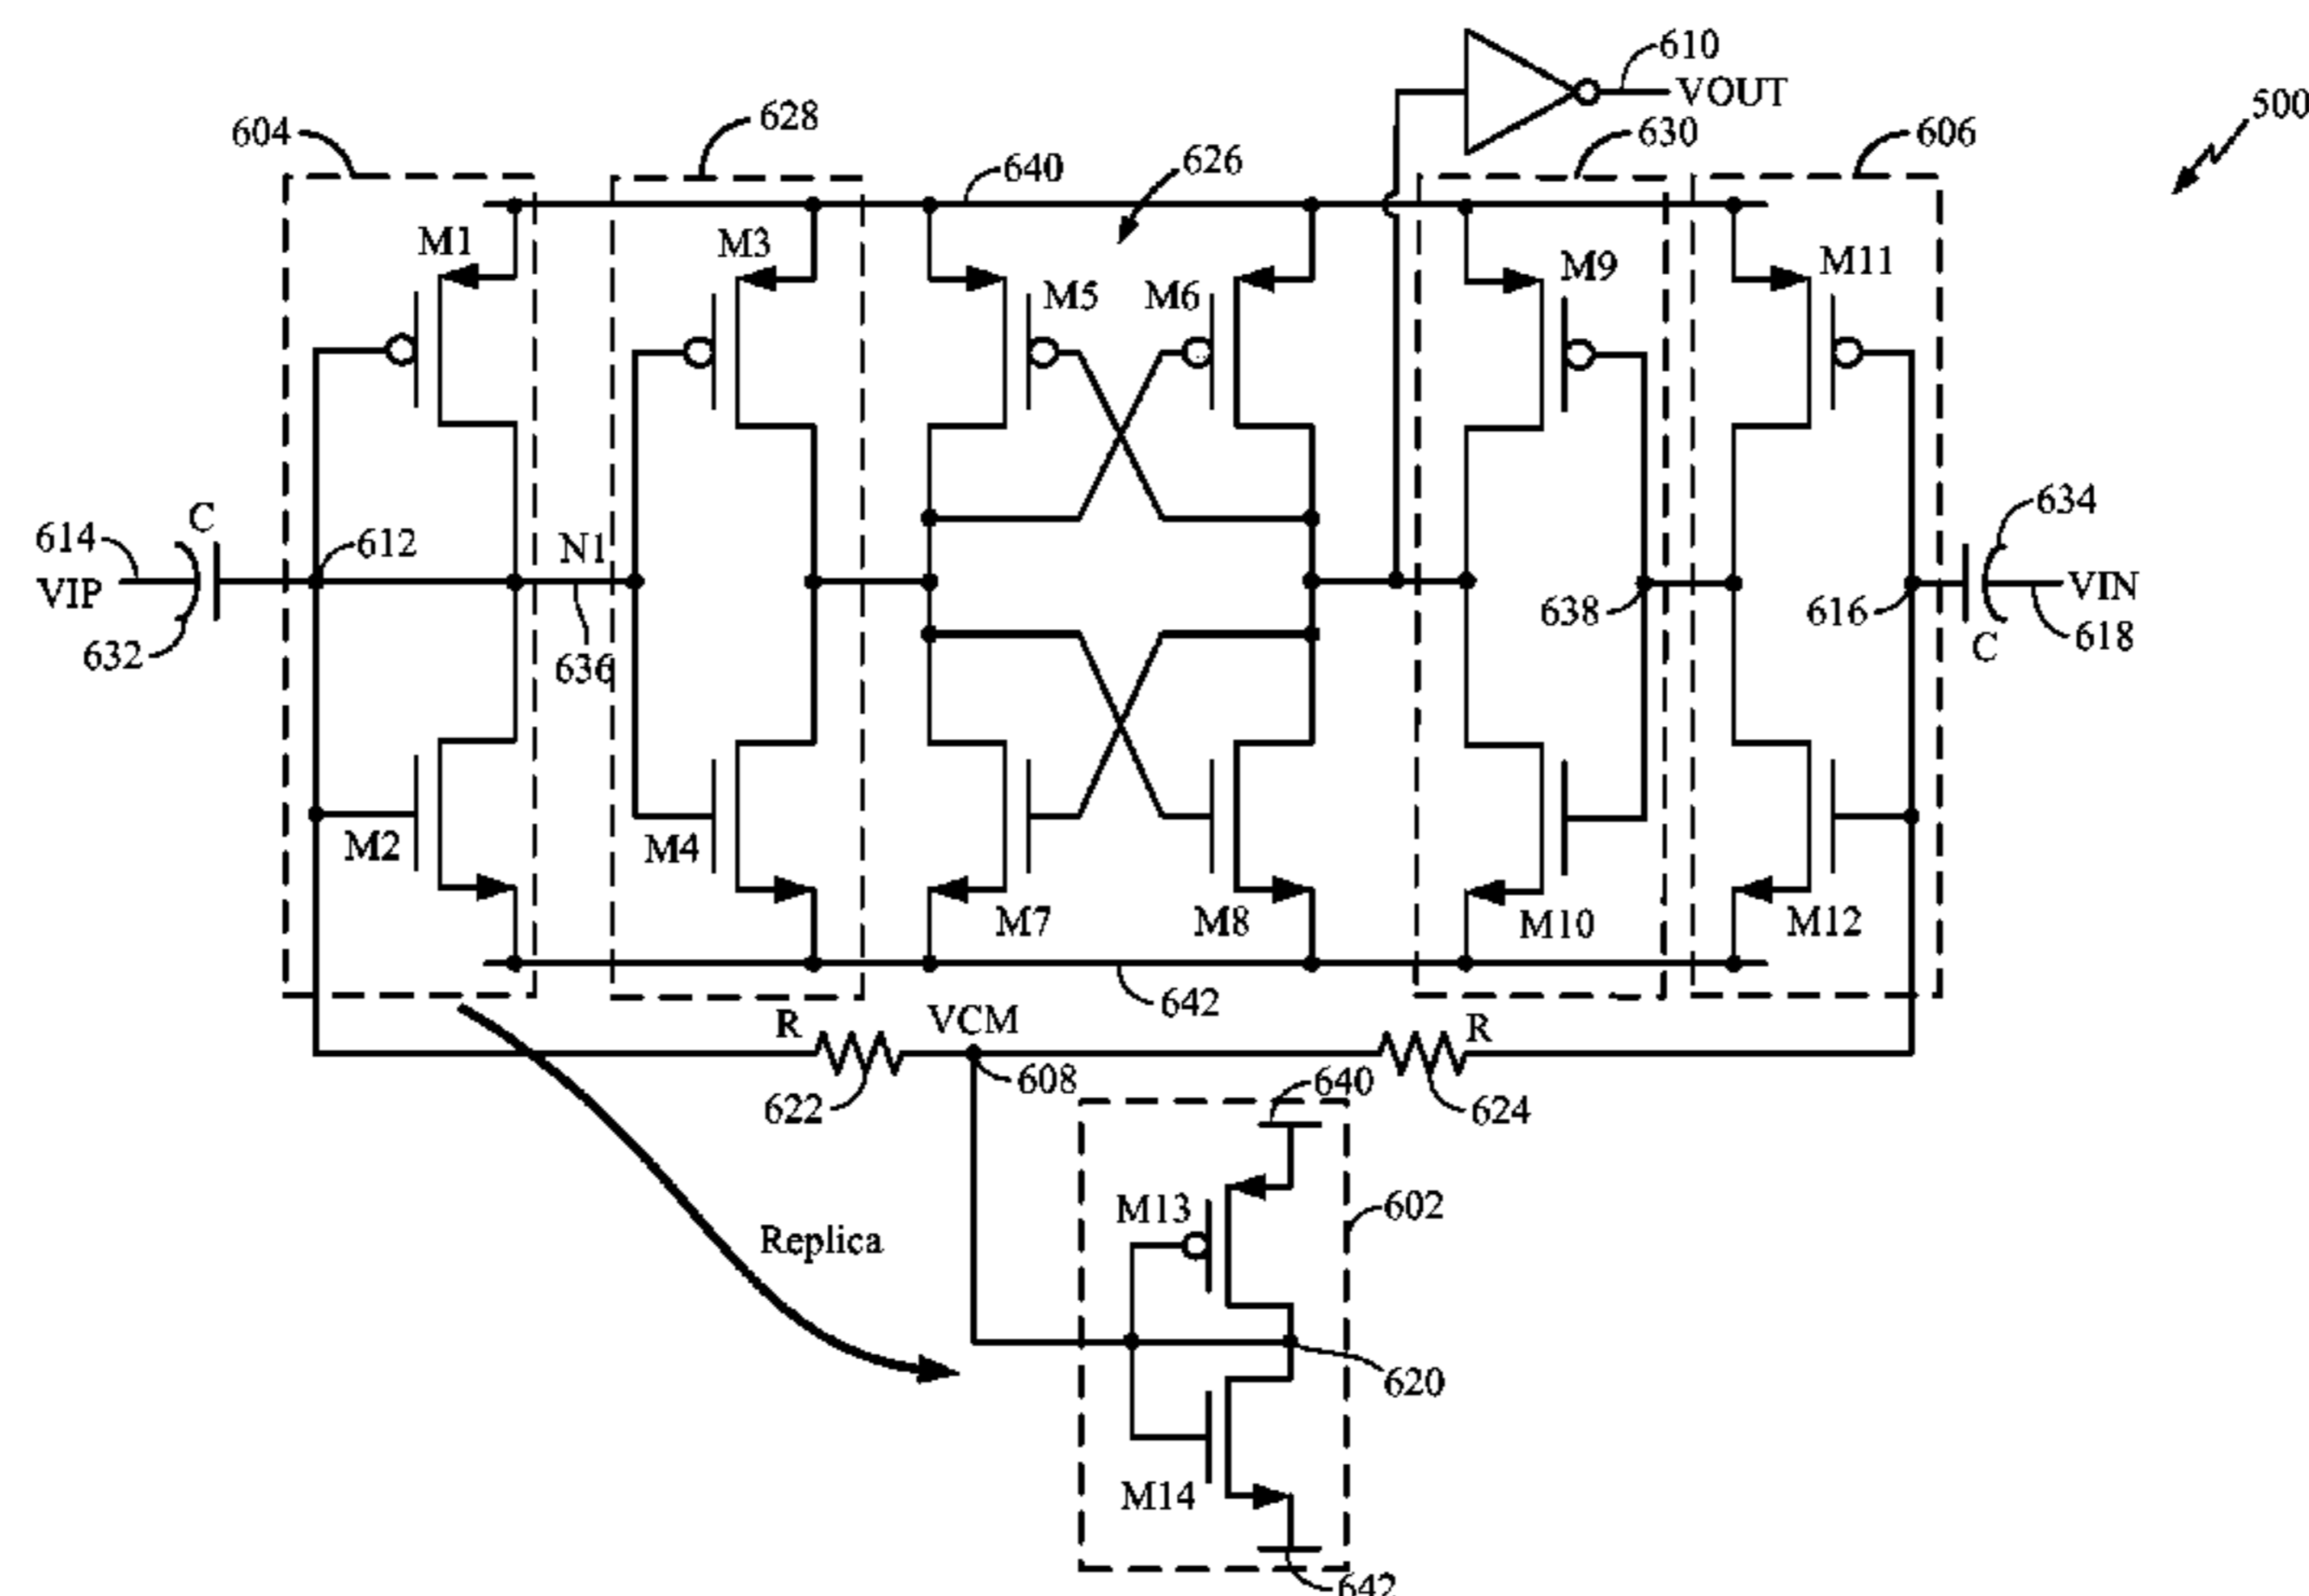 610
VOUT
500
604
628
630
606
640
626
M1
M3
M5
M6
M9
M11
C
614
VIP
612
N1
632
636
638
616
634
VIN
618
C
M2
M4
M7
M8
M10
M12
642
R
VCM
R
608
622
624
640
M13
602
Replica
620
M14
642